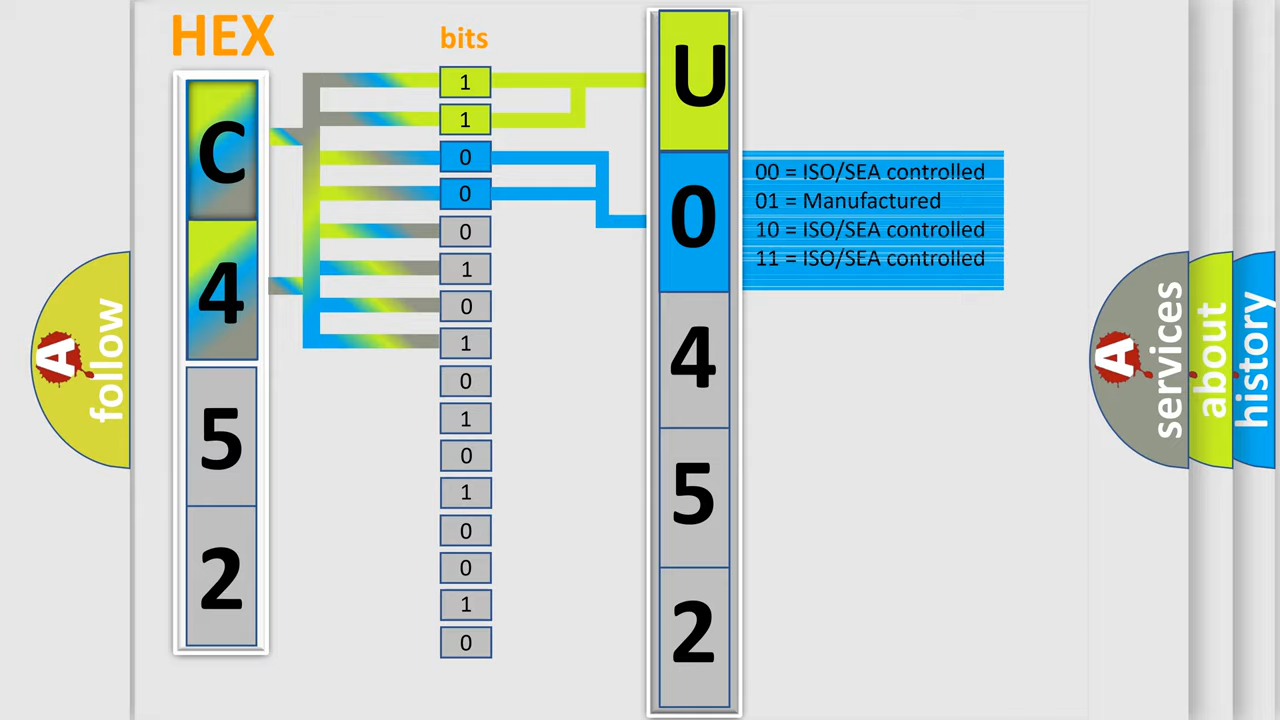 HEX
bits
C
4
5
2
1
1
0
0
0
1
0
1
0
1
0
1
0
0
1
0
U
0
4
5
2
00 = ISO/SEA controlled
01 = Manufactured
10 = ISO/SEA controlled
11 = ISO/SEA controlled
A
follow
A
services
about
history